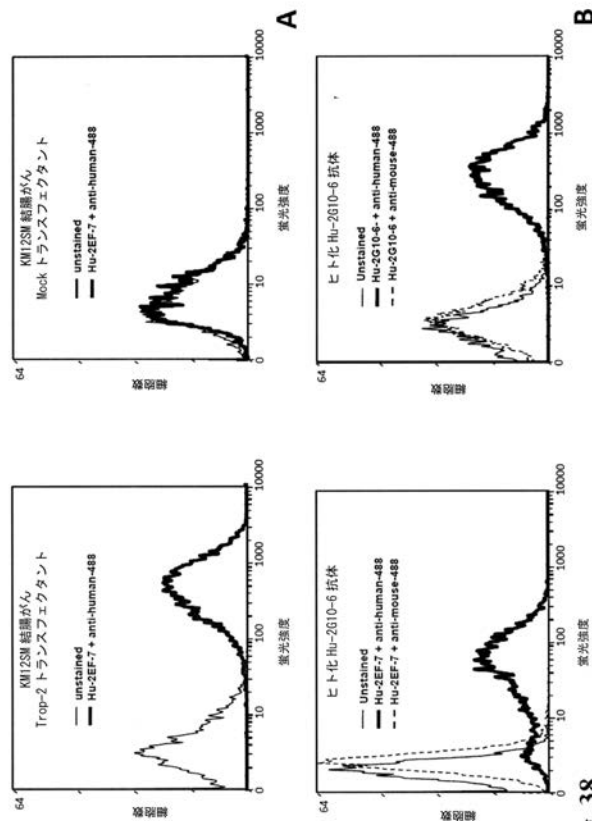 KM12SM 結腸がん
Trop-2 トランスフェクタント
unstained
Hu-2EF-7 + anti-human-488
64
細胞数
0
10
100
1000
10000
蛍光強度
KM12SM 結腸がん
Mock トランスフェクタント
unstained
Hu-2EF-7 + anti-human-488
64
細胞数
0
10
100
1000
10000
蛍光強度
A
ヒト化 Hu-2G10-6 抗体
Unstained
Hu-2EF-7 + anti-human-488
Hu-2EF-7 + anti-mouse-488
64
細胞数
0
10
100
1000
10000
蛍光強度
ヒト化 Hu-2G10-6 抗体
Unstained
Hu-2G10-6- + anti-human-488
Hu-2G10-6 + anti-mouse-488
64
細胞数
0
10
100
1000
10000
蛍光強度
B
38